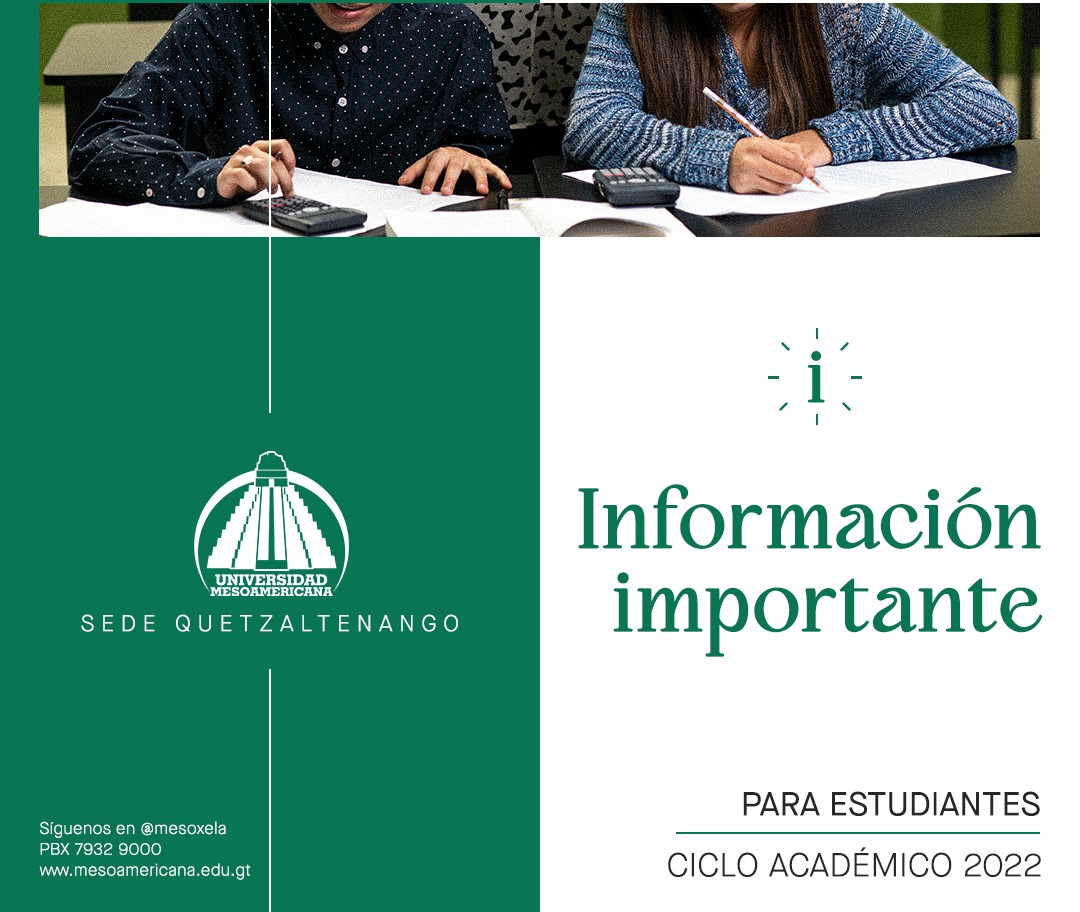 UNIVERSIDAD
MESOAMERICANA
SEDE QUETZALTENANGO
Síguenos en @mesoxela
PBX 7932 9000
www.mesoamericana.edu.gt
i
Información
importante
PARA ESTUDIANTES
CICLO ACADÉMICO 2022